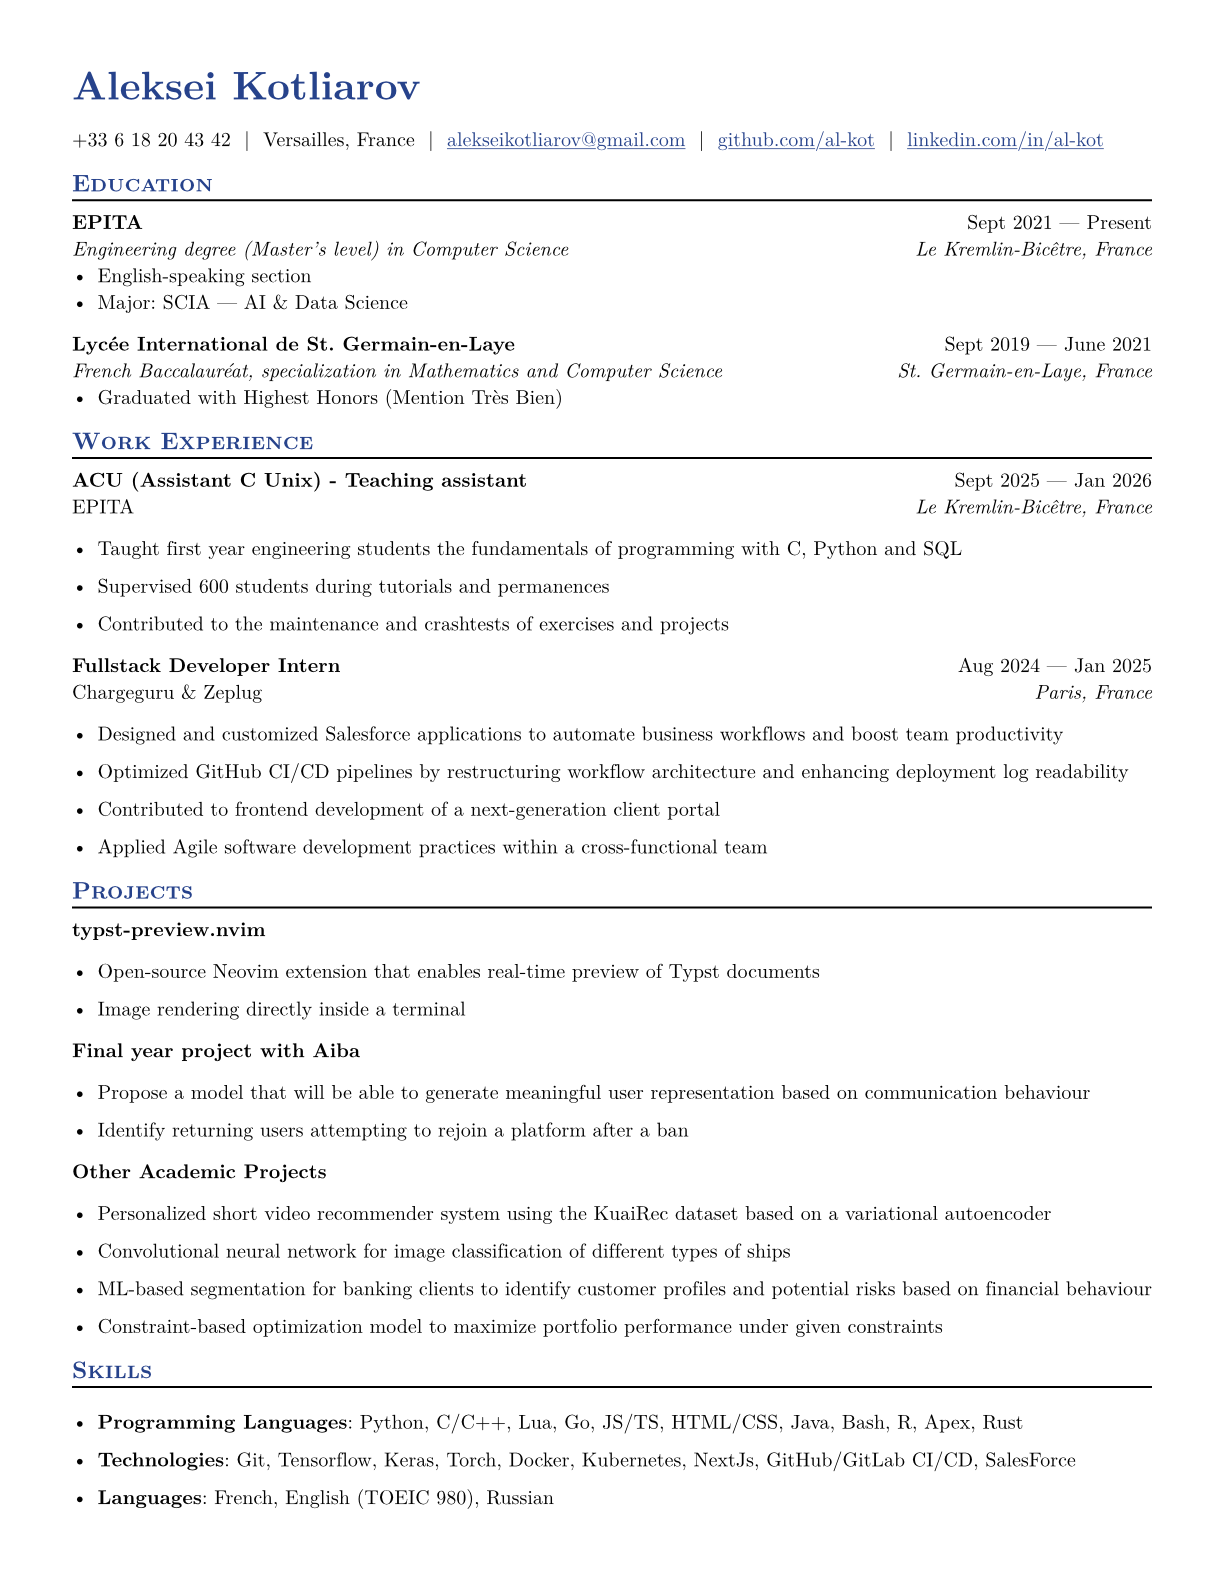 Aleksei Kotliarov
+33 6 18 20 43 42 | Versailles, France | alekseikotliarov@gmail.com | github.com/al-kot | linkedin.com/in/al-kot
Education
EPITA Sept 2021 — Present
Engineering degree (Master's level) in Computer Science Le Kremlin-Bicêtre, France
• English-speaking section
• Major: SCIA — AI & Data Science
Lycée International de St. Germain-en-Laye Sept 2019 — June 2021
French Baccalauréat, specialization in Mathematics and Computer Science St. Germain-en-Laye, France
• Graduated with Highest Honors (Mention Très Bien)
Work Experience
ACU (Assistant C Unix) - Teaching assistant Sept 2025 — Jan 2026
EPITA Le Kremlin-Bicêtre, France
• Taught first year engineering students the fundamentals of programming with C, Python and SQL
• Supervised 600 students during tutorials and permanences
• Contributed to the maintenance and crashtests of exercises and projects
Fullstack Developer Intern Aug 2024 — Jan 2025
Chargeguru & Zeplug Paris, France
• Designed and customized Salesforce applications to automate business workflows and boost team productivity
• Optimized GitHub CI/CD pipelines by restructuring workflow architecture and enhancing deployment log readability
• Contributed to frontend development of a next-generation client portal
• Applied Agile software development practices within a cross-functional team
Projects
typst-preview.nvim
• Open-source Neovim extension that enables real-time preview of Typst documents
• Image rendering directly inside a terminal
Final year project with Aiba
• Propose a model that will be able to generate meaningful user representation based on communication behaviour
• Identify returning users attempting to rejoin a platform after a ban
Other Academic Projects
• Personalized short video recommender system using the KuaiRec dataset based on a variational autoencoder
• Convolutional neural network for image classification of different types of ships
• ML-based segmentation for banking clients to identify customer profiles and potential risks based on financial behaviour
• Constraint-based optimization model to maximize portfolio performance under given constraints
Skills
• Programming Languages: Python, C/C++, Lua, Go, JS/TS, HTML/CSS, Java, Bash, R, Apex, Rust
• Technologies: Git, Tensorflow, Keras, Torch, Docker, Kubernetes, NextJs, GitHub/GitLab CI/CD, SalesForce
• Languages: French, English (TOEIC 980), Russian